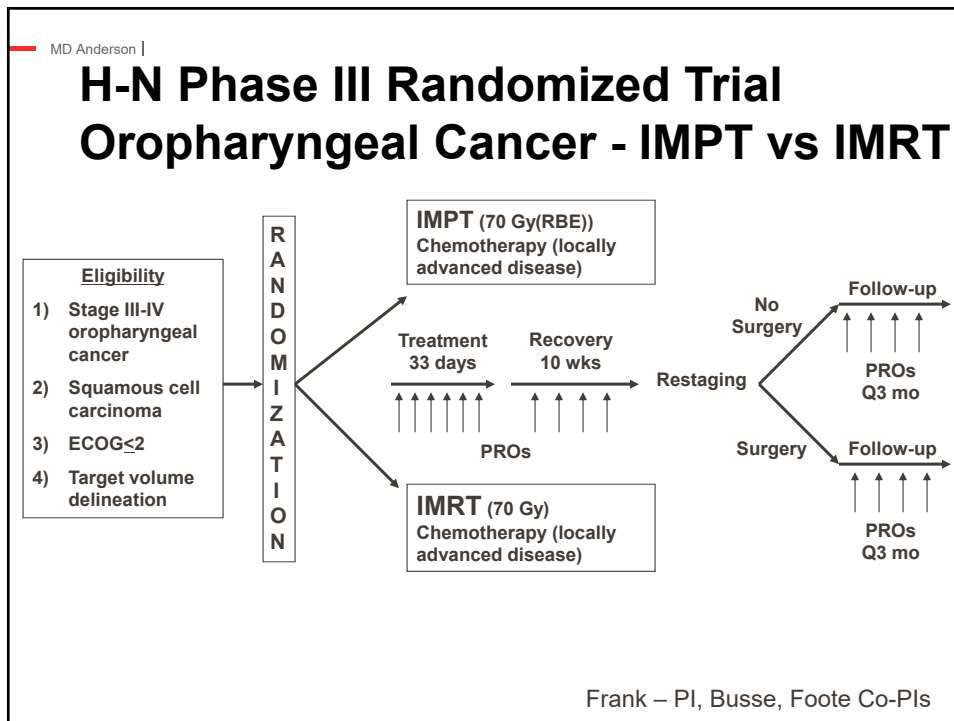 MD Anderson |
H-N Phase III Randomized Trial
Oropharyngeal Cancer - IMPT vs IMRT
Eligibility
1) Stage III-IV
oropharyngeal
cancer
2) Squamous cell
carcinoma
3) ECOG<2
4) Target volume
delineation
R
A
N
D
O
M
I
Z
A
T
I
O
N
IMPT (70 Gy(RBE))
Chemotherapy (locally
advanced disease)
Treatment
33 days
Recovery
10 wks
PROs
IMRT (70 Gy)
Chemotherapy (locally
advanced disease)
Restaging
No
Surgery
Follow-up
PROs
Q3 mo
Surgery
Follow-up
PROs
Q3 mo
Frank – PI, Busse, Foote Co-PIs